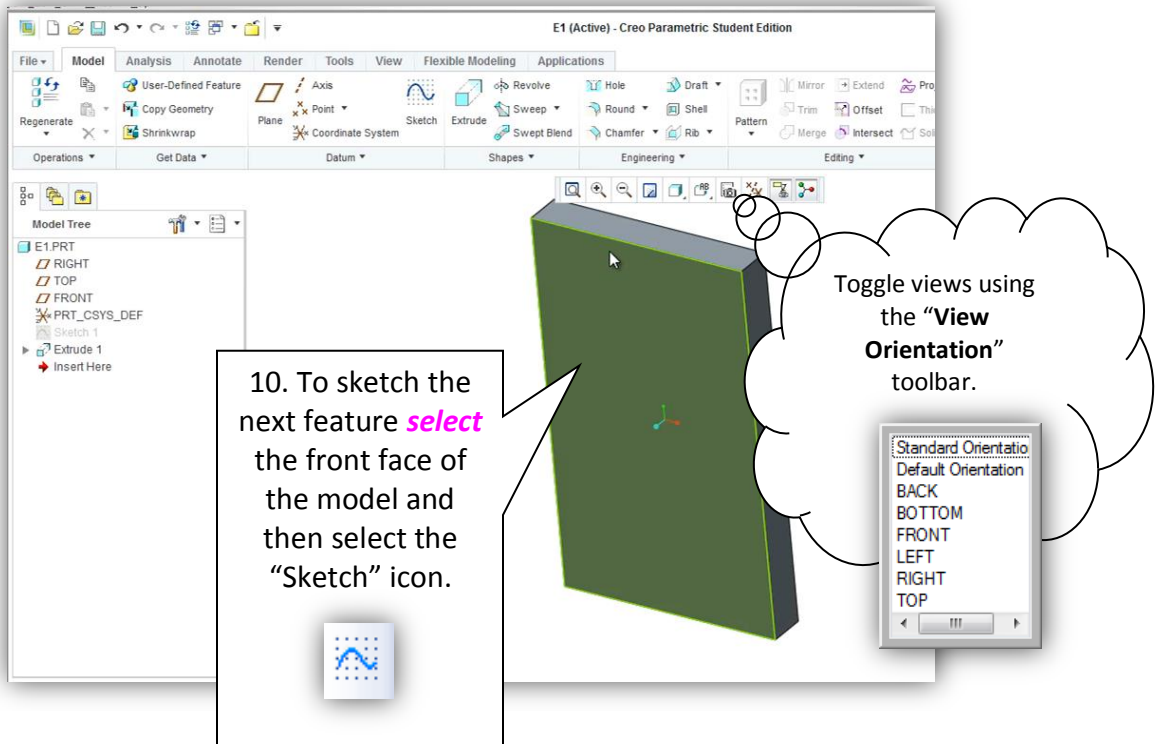 E1 (Active) - Creo Parametric Student Edition
File Model Analysis Annotate Render Tools View Flexible Modeling Applications
Regenerate
User-Defined Feature
Copy Geometry
Shrinkwrap
Plane
Axis
Point
Coordinate System
Sketch
Extrude
Revolve
Sweep
Swept Blend
Hole
Round
Chamfer
Draft
Shell
Rib
Pattern
Mirror
Trim
Merge
Extend
Offset
Intersect
Pro
Thi
Sol
Operations Get Data Datum Shapes Engineering Editing
Model Tree
E1.PRT
RIGHT
TOP
FRONT
PRT_CSYS_DEF
Sketch 1
Extrude 1
Insert Here
10. To sketch the
next feature select
the front face of
the model and
then select the
“Sketch” icon.
Toggle views using
the “View
Orientation”
toolbar.
Standard Orientatio
Default Orientation
BACK
BOTTOM
FRONT
LEFT
RIGHT
TOP